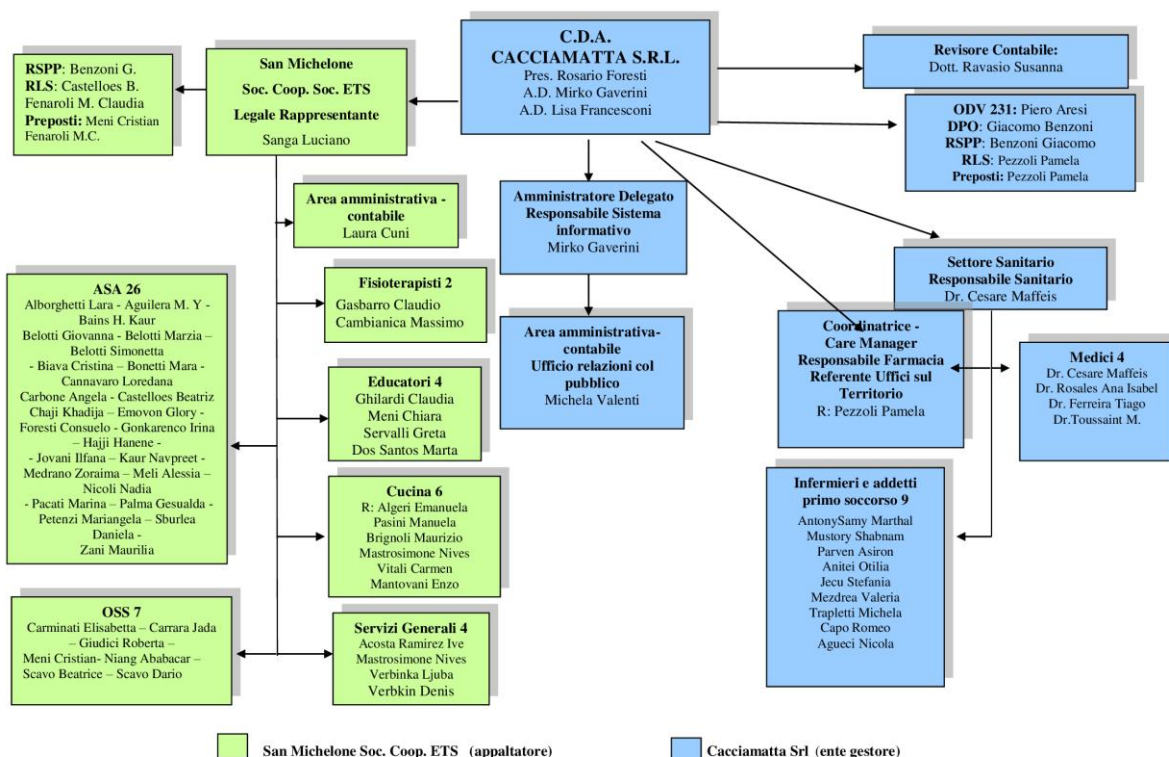 C.D.A.
CACCIAMATTA S.R.L.
Pres. Rosario Foresti
A.D. Mirko Gaverini
A.D. Lisa Francesconi
Revisore Contabile:
Dott. Ravasio Susanna
ODV 231: Piero Aresi
DPO: Giacomo Benzoni
RSPP: Benzoni Giacomo
RLS: Pezzoli Pamela
Preposti: Pezzoli Pamela
San Michelone
Soc. Coop. Soc. ETS
Legale Rappresentante
Sanga Luciano
RSPP: Benzoni G.
RLS: Castelloes B.
Fenaroli M. Claudia
Preposti: Meni Cristian
Fenaroli M.C.
Area amministrativa -
contabile
Laura Cuni
Amministratore Delegato
Responsabile Sistema
informativo
Mirko Gaverini
Settore Sanitario
Responsabile Sanitario
Dr. Cesare Maffeis
ASA 26
Alborghetti Lara - Aguilera M. Y -
Bains H. Kaur
Belotti Giovanna - Belotti Marzia –
Belotti Simonetta
- Biava Cristina – Bonetti Mara -
Cannavaro Loredana
Carbone Angela - Castelloes Beatriz
Chaji Khadija – Emovon Glory -
Foresti Consuelo - Gonkarenco Irina
– Hajji Hanene -
- Jovani Ilfana – Kaur Navpreet -
Medrano Zoraima – Meli Alessia –
Nicoli Nadia
- Pacati Marina – Palma Gesualda -
Petenzi Mariangela – Sburlea
Daniela -
Zani Maurilia
Fisioterapisti 2
Gasbarro Claudio
Cambianica Massimo
Area amministrativa-
contabile
Ufficio relazioni col
pubblico
Michela Valenti
Coordinatrice -
Care Manager
Responsabile Farmacia
Referente Uffici sul
Territorio
R: Pezzoli Pamela
Medici 4
Dr. Cesare Maffeis
Dr. Rosales Ana Isabel
Dr. Ferreira Tiago
Dr.Toussaint M.
Educatori 4
Ghilardi Claudia
Meni Chiara
Servalli Greta
Dos Santos Marta
Cucina 6
R: Algeri Emanuela
Pasini Manuela
Brignoli Maurizio
Mastrosimone Nives
Vitali Carmen
Mantovani Enzo
Infermieri e addetti
primo soccorso 9
AntonySamy Marthal
Mustory Shabnam
Parven Asiron
Anitei Otilia
Jecu Stefania
Mezdrea Valeria
Trapletti Michela
Capo Romeo
Agueci Nicola
OSS 7
Carminati Elisabetta – Carrara Jada
– Giudici Roberta –
Meni Cristian- Niang Ababacar –
Scavo Beatrice – Scavo Dario
Servizi Generali 4
Acosta Ramirez Ive
Mastrosimone Nives
Verbinka Ljuba
Verbkin Denis
San Michelone Soc. Coop. ETS (appaltatore)
Cacciamatta Srl (ente gestore)